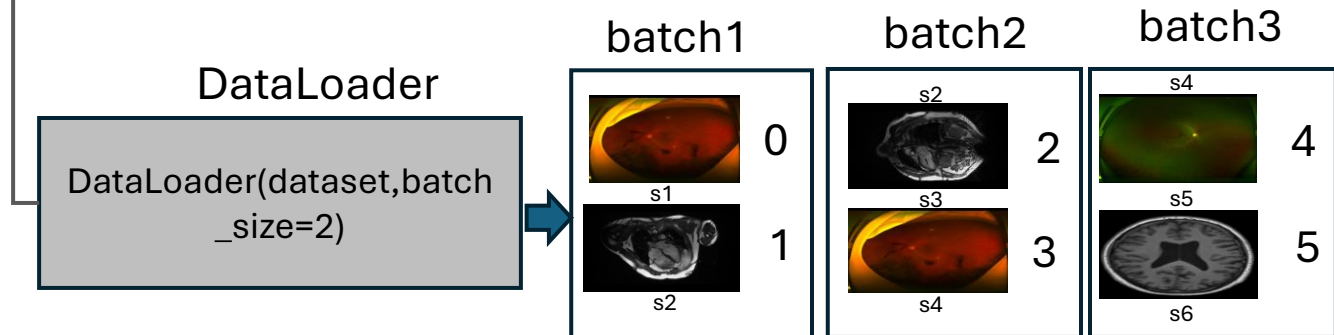 DataLoader
DataLoader(dataset,batch
_size=2)
batch1
0
s1
1
s2
batch2
s2
2
s3
3
s4
batch3
s4
4
s5
5
s6